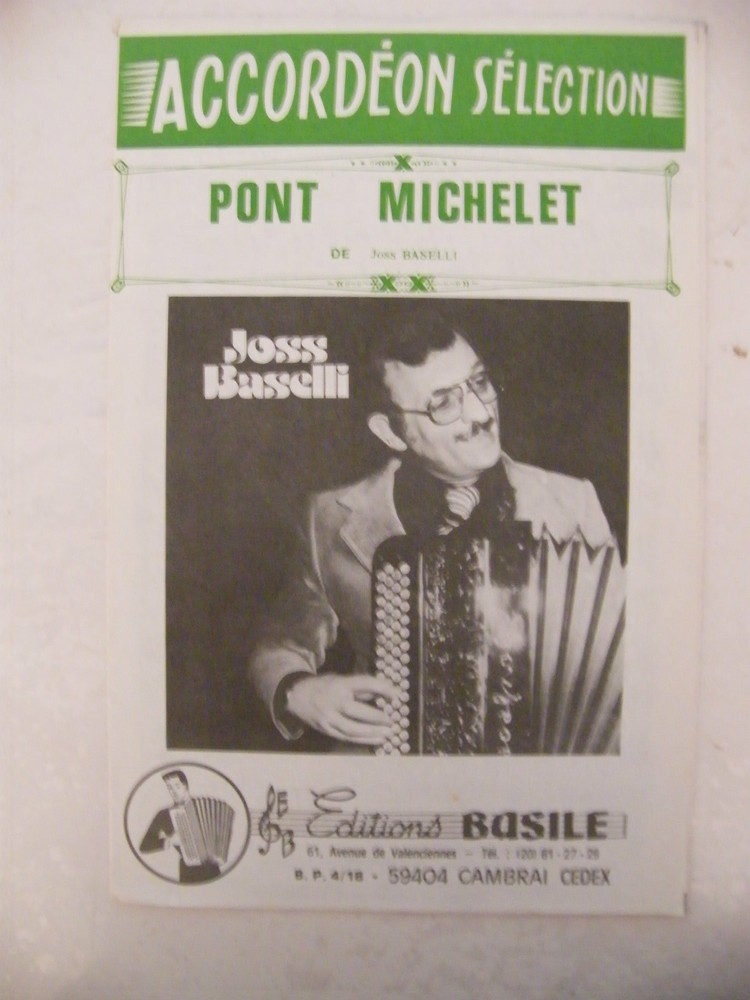 ACCORDÉON SÉLECTION
PONT MICHELET
DE Joss BASELLI
Joss
Baselli
EB
Editions BASILE
61, Avenue de Valenciennes - Tél. : (20) 81-27-29
B. P. 4/18 - 59404 CAMBRAI CEDEX